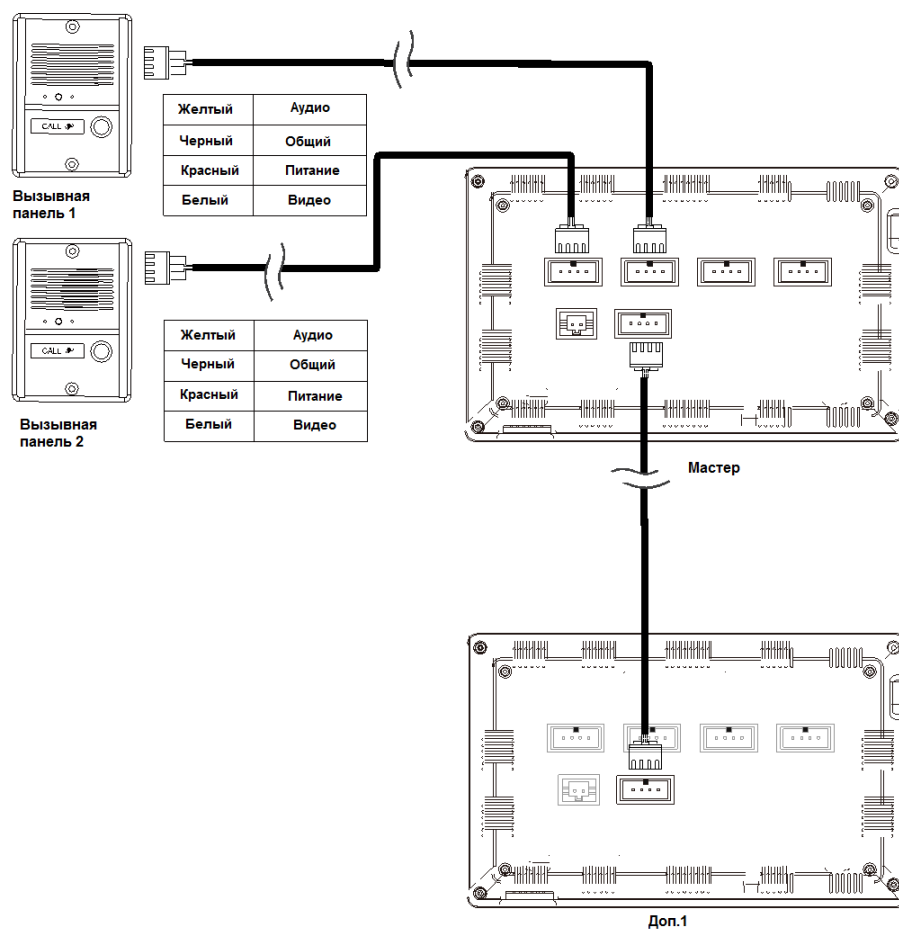 CALL
Вызывная
панель 1
Желтый Аудио
Черный Общий
Красный Питание
Белый Видео
CALL
Вызывная
панель 2
Желтый Аудио
Черный Общий
Красный Питание
Белый Видео
Мастер
Доп.1